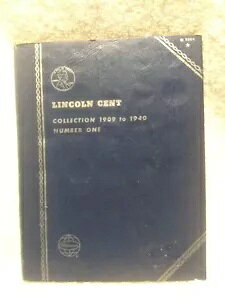 LINCOLN CENT
COLLECTION 1909 to 1940
NUMBER ONE